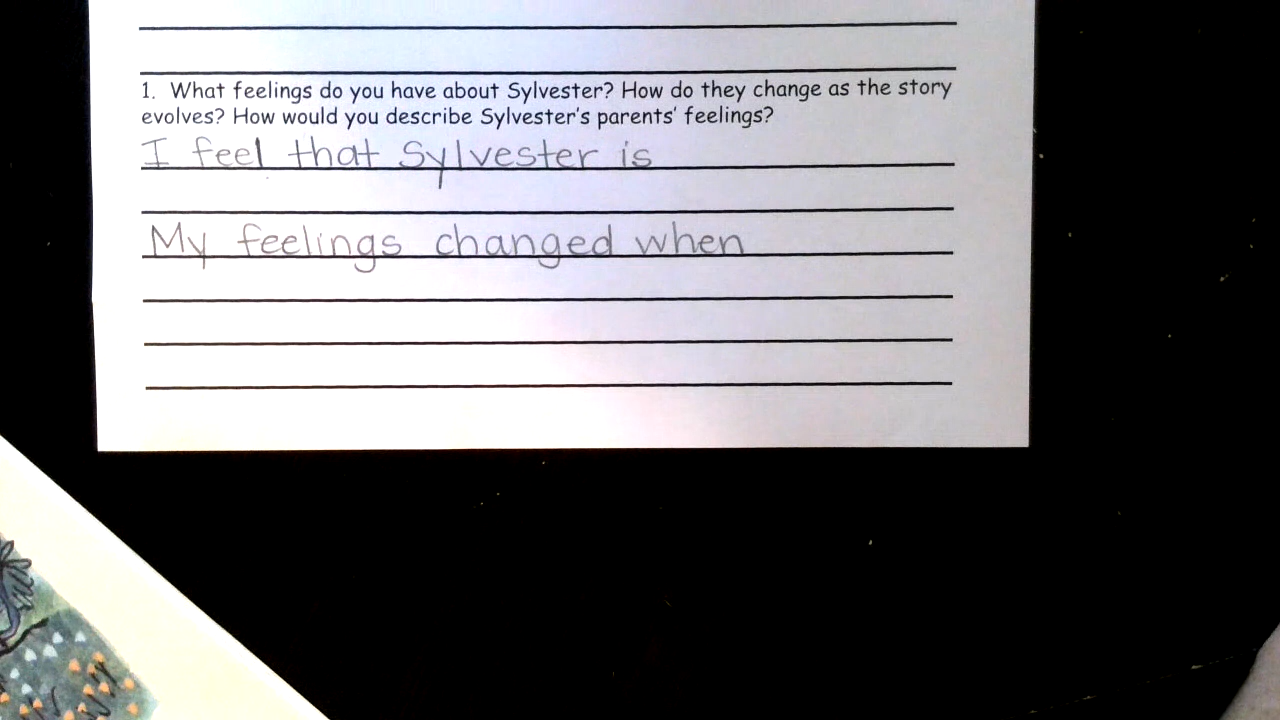 1. What feelings do you have about Sylvester? How do they change as the story
evolves? How would you describe Sylvester's parents' feelings?
I feel that Sylvester is
My feelings changed when